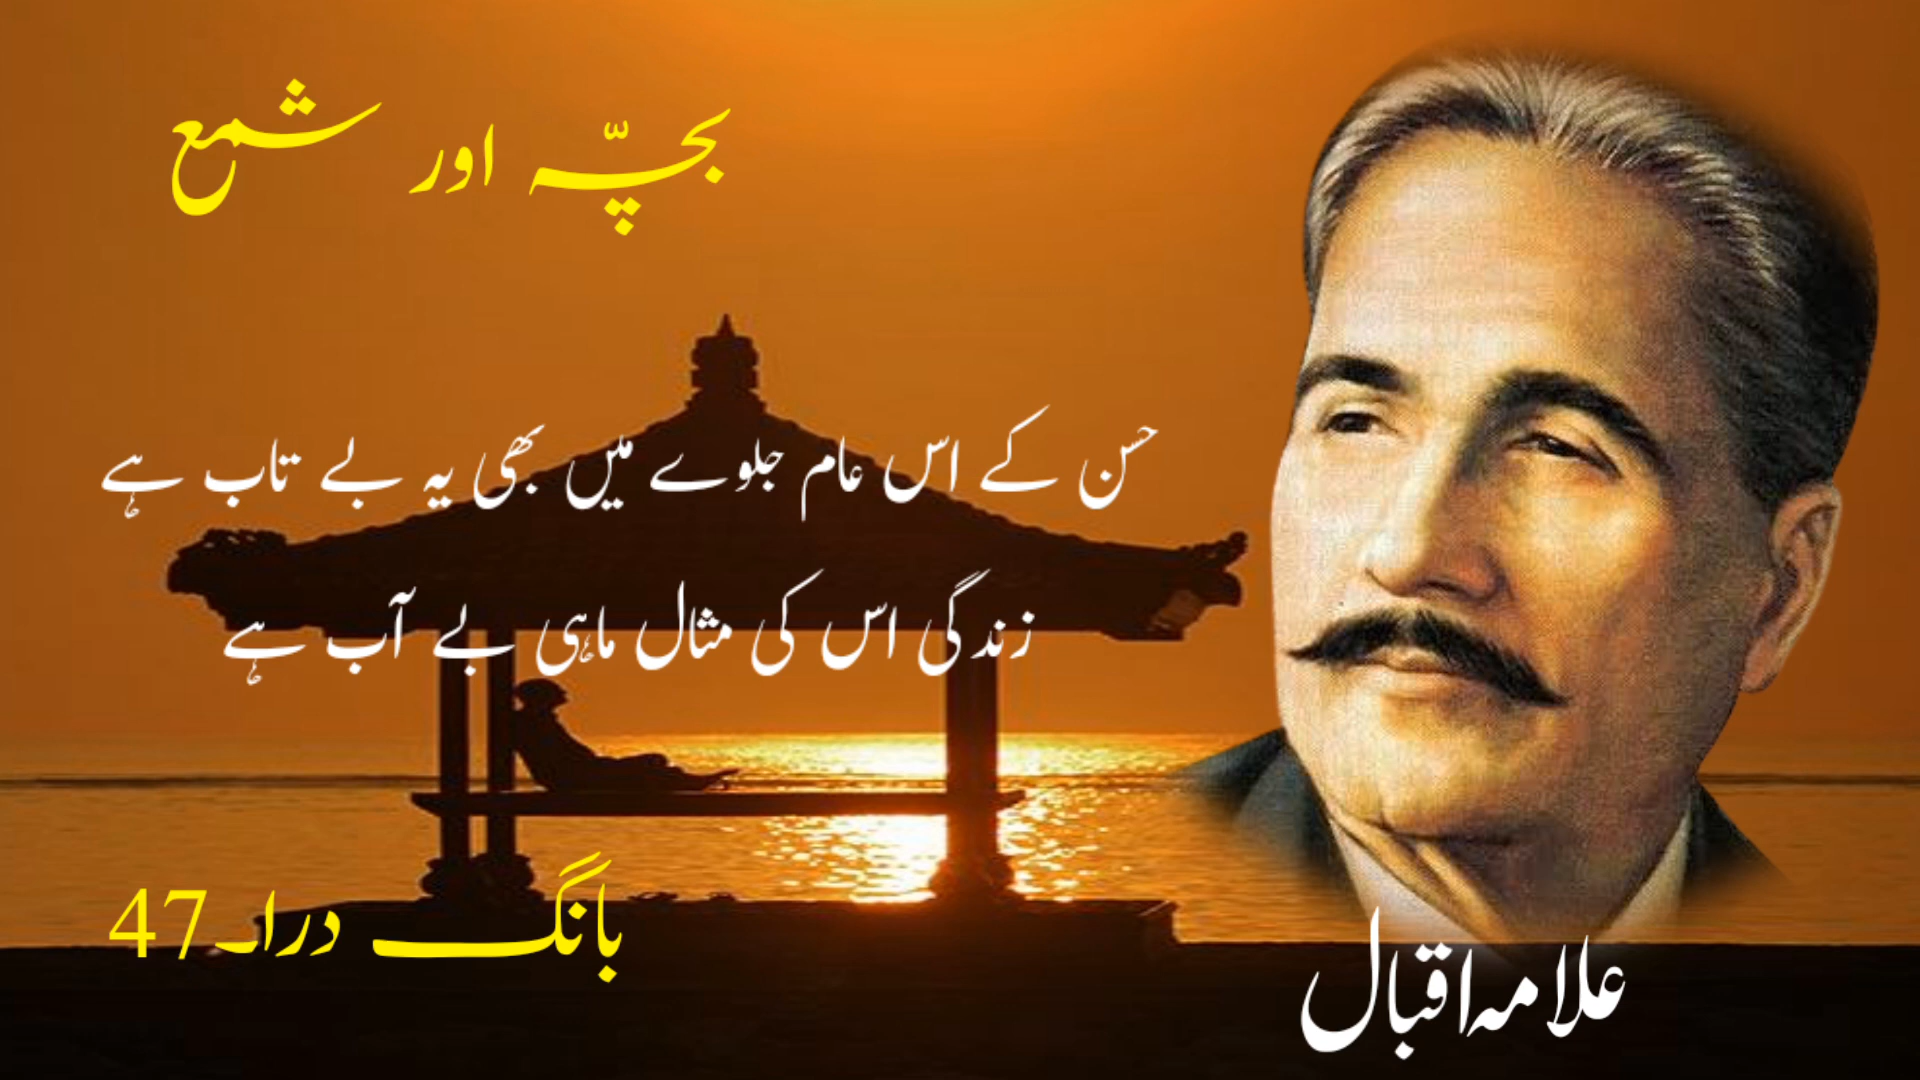 بچّہ اور شمع
حسن کے اس عام جلوے میں بھی یہ بے تاب ہے
زندگی اس کی مثال ماہی بے آب ہے
بانگ درا۔47
علامہ اقبال